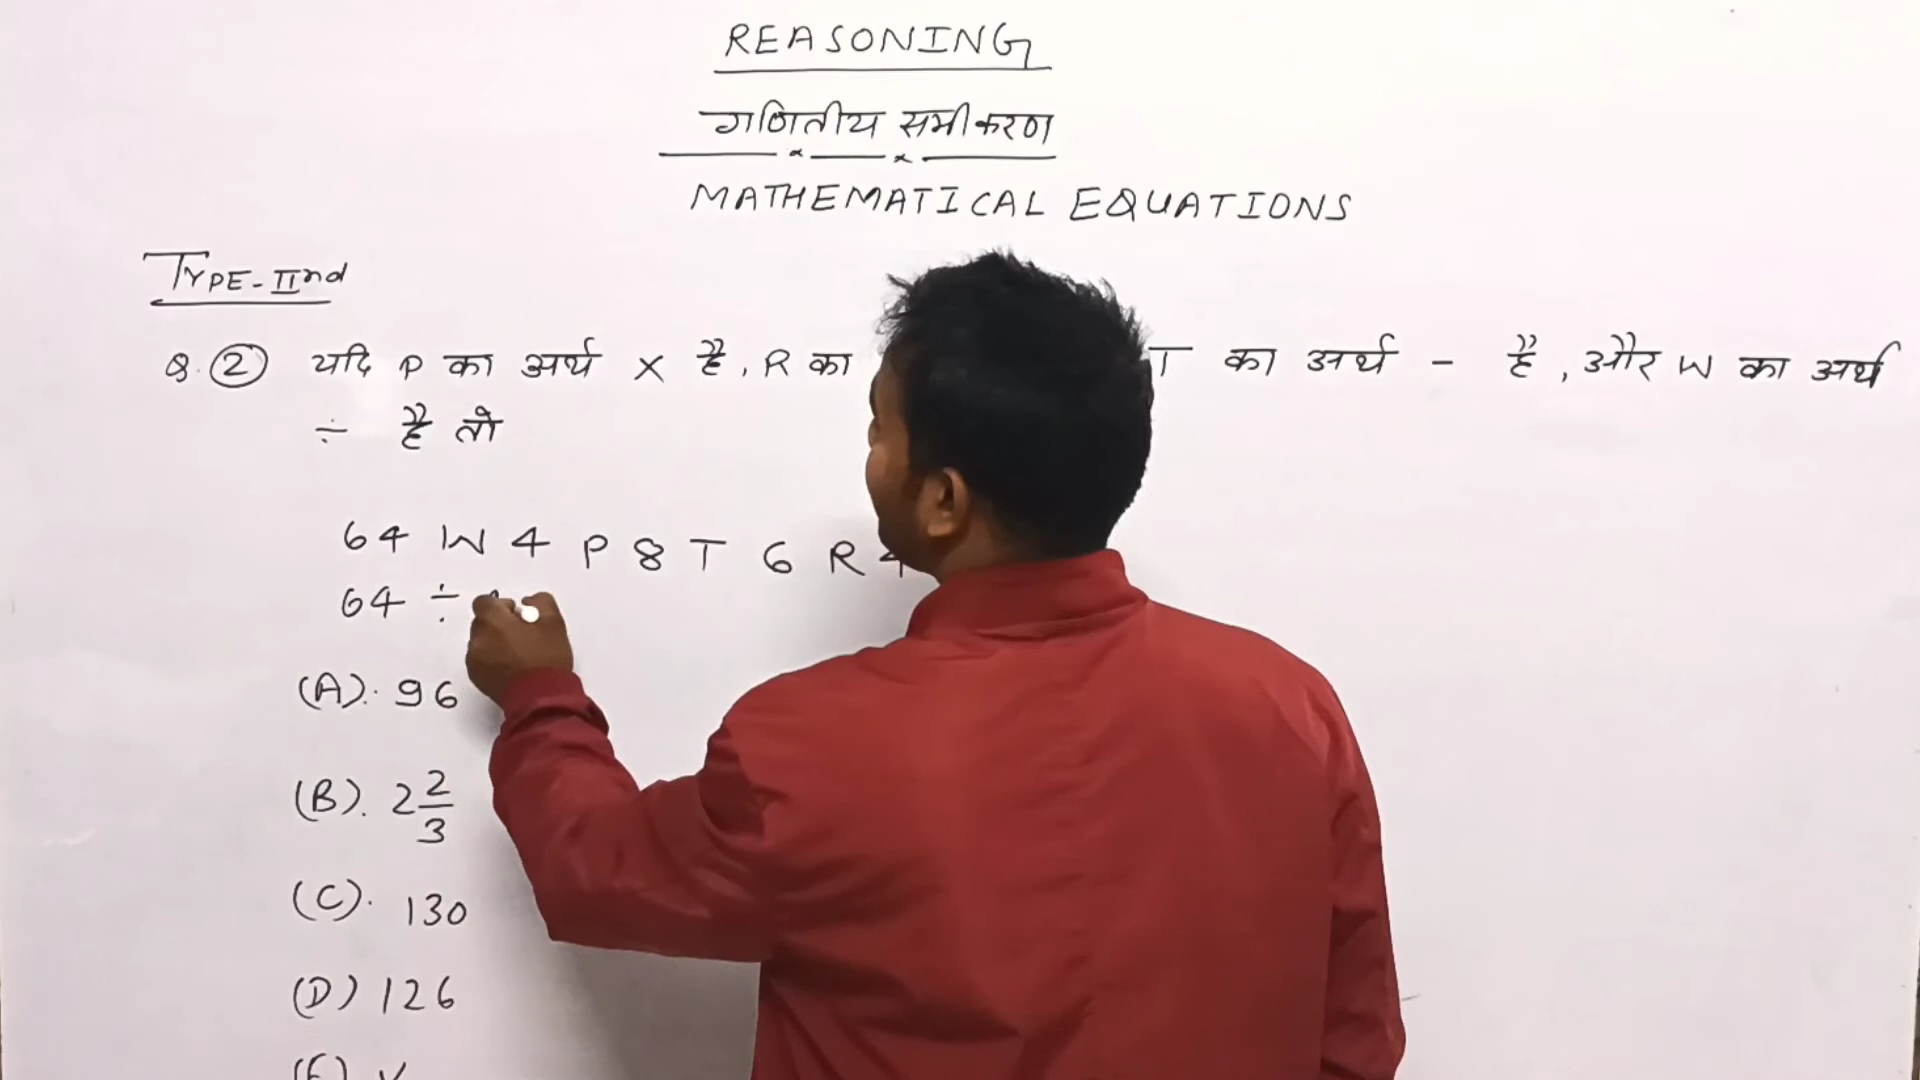 REASONING
गणितीय समीकरण
MATHEMATICAL EQUATIONS
TYPE-IInd
Q. 2 यदि P का अर्थ × है, R का T का अर्थ - है, और W का अर्थ
÷ है तो
64 W 4 P 8 T 6 R 4
64 ÷
(A). 96
(B). 2 2/3
(C). 130
(D) 126